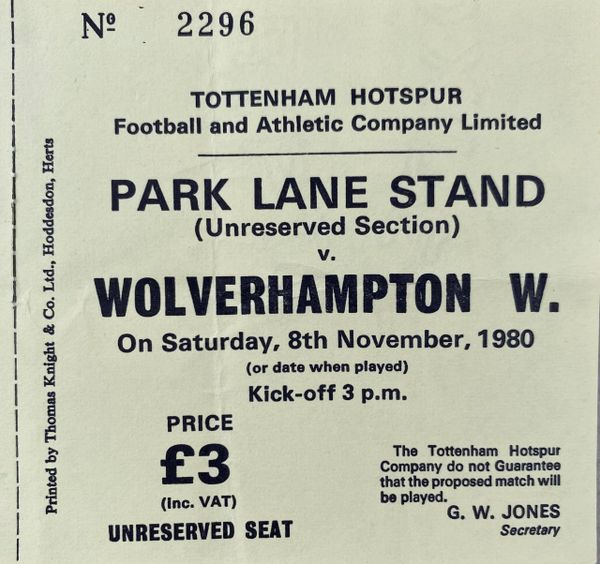 Nº 2296
TOTTENHAM HOTSPUR
Football and Athletic Company Limited
PARK LANE STAND
(Unreserved Section)
v.
WOLVERHAMPTON W.
On Saturday, 8th November, 1980
(or date when played)
Kick-off 3 p.m.
PRICE
£3
(inc. VAT)
UNRESERVED SEAT
The Tottenham Hotspur
Company do not Guarantee
that the proposed match will
be played.
G. W. JONES
Secretary
Printed by Thomas Knight & Co. Ltd., Hoddesdon, Herts